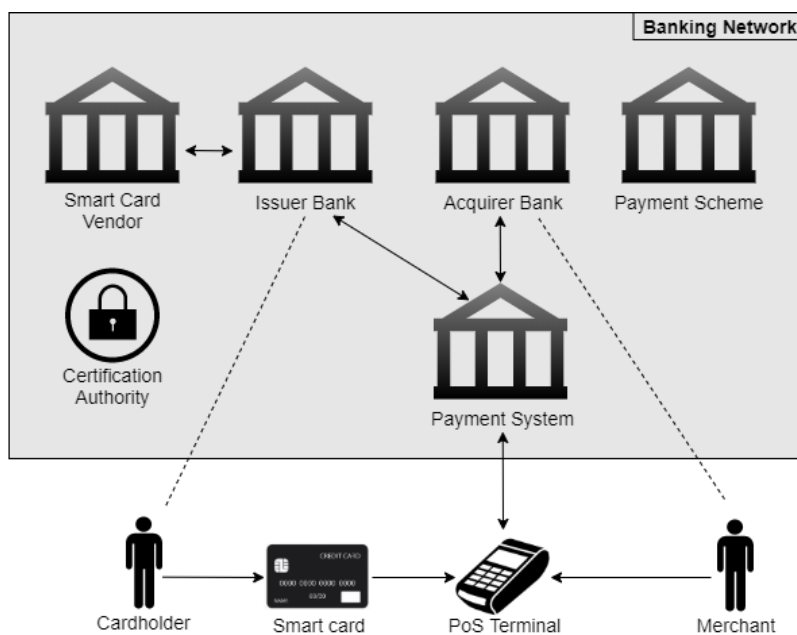 Banking Network
Smart Card
Vendor
Issuer Bank
Acquirer Bank
Payment Scheme
Certification
Authority
Payment System
CREDIT CARD
0000 0000 0000 0000
00/00
NAME
Cardholder
Smart card
PoS Terminal
Merchant